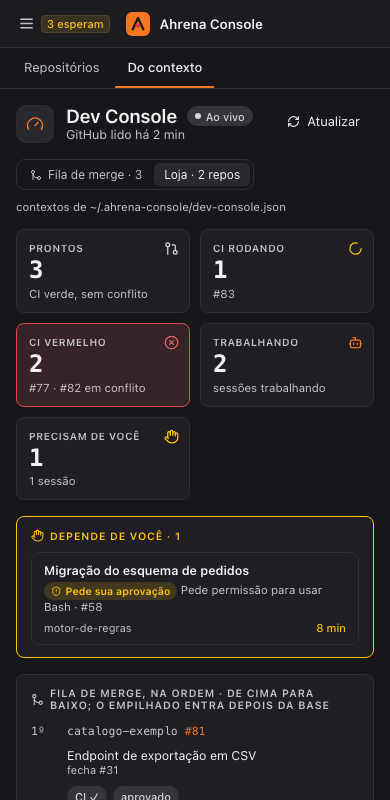 3 esperam
Ahrena Console
Repositórios
Do contexto
Dev Console
Ao vivo
GitHub lido há 2 min
Atualizar
Fila de merge · 3
Loja · 2 repos
contextos de ~/.ahrena-console/dev-console.json
PRONTOS
3
CI verde, sem conflito
CI RODANDO
1
#83
CI VERMELHO
2
#77 · #82 em conflito
TRABALHANDO
2
sessões trabalhando
PRECISAM DE VOCÊ
1
1 sessão
DEPENDE DE VOCÊ · 1
Migração do esquema de pedidos
Pede sua aprovação Pede permissão para usar
Bash · #58
motor-de-regras
8 min
FILA DE MERGE, NA ORDEM · DE CIMA PARA
BAIXO; O EMPILHADO ENTRA DEPOIS DA BASE
1º catalogo-exemplo #81
Endpoint de exportação em CSV
fecha #31
CI ✓ aprovado